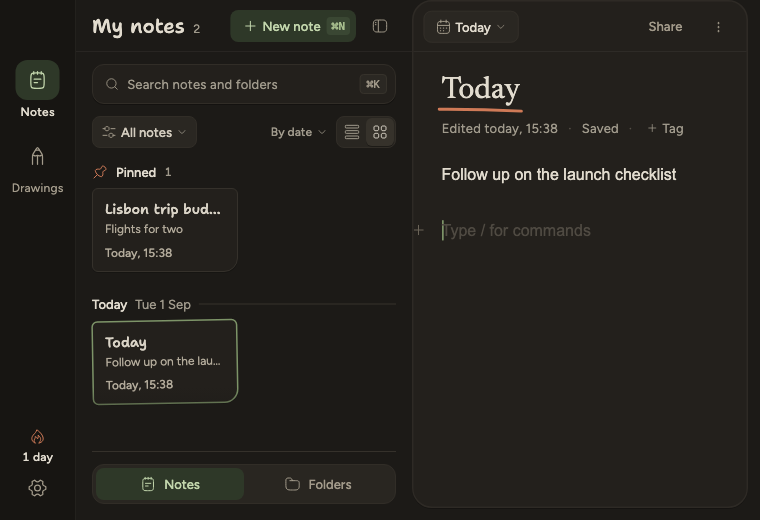 My notes 2
+ New note ⌘N
Search notes and folders ⌘K
All notes
By date
Notes
Drawings
Pinned 1
Lisbon trip bud...
Flights for two
Today, 15:38
Today Tue 1 Sep
Today
Follow up on the lau...
Today, 15:38
1 day
Notes
Folders
Today
Share
Today
Edited today, 15:38 · Saved · + Tag
Follow up on the launch checklist
+ Type / for commands